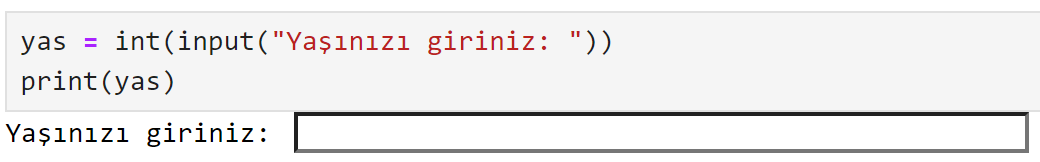 yas = int(input("Yaşınızı giriniz: "))
print(yas)
Yaşınızı giriniz: